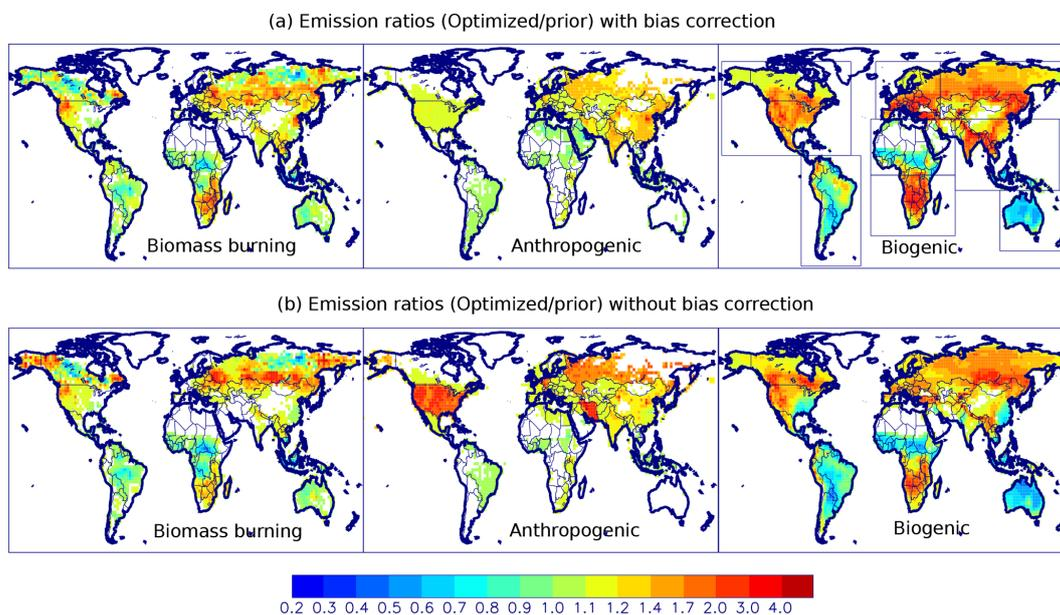 (a) Emission ratios (Optimized/prior) with bias correction
Biomass burning
Anthropogenic
Biogenic
(b) Emission ratios (Optimized/prior) without bias correction
Biomass burning
Anthropogenic
Biogenic
0.2 0.3 0.4 0.5 0.6 0.7 0.8 0.9 1.0 1.1 1.2 1.4 1.7 2.0 3.0 4.0